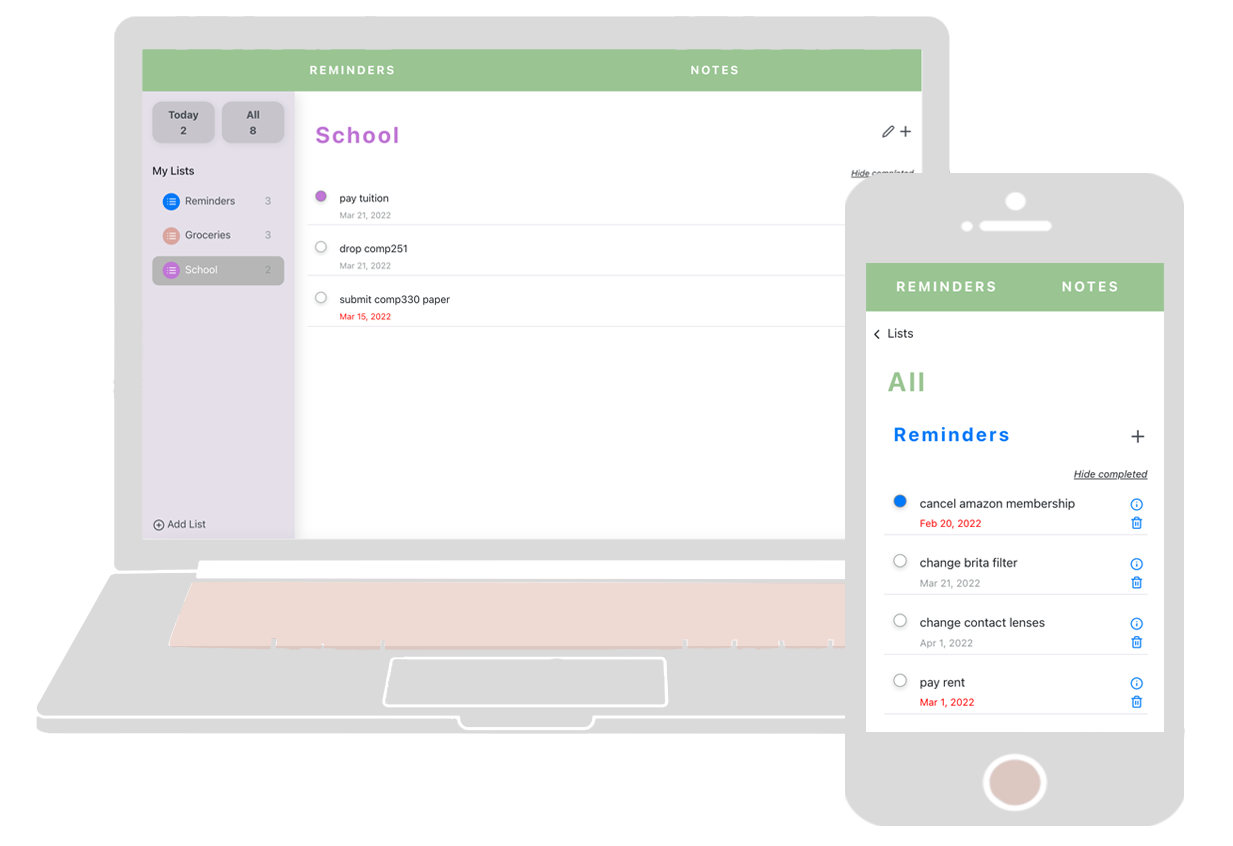 REMINDERS NOTES
Today
2
All
8
My Lists
Reminders 3
Groceries 3
School 2
Add List
School
Hide completed
pay tuition
Mar 21, 2022
drop comp251
Mar 21, 2022
submit comp330 paper
Mar 15, 2022
REMINDERS NOTES
Lists
All
Reminders
Hide completed
cancel amazon membership
Feb 20, 2022
change brita filter
Mar 21, 2022
change contact lenses
Apr 1, 2022
pay rent
Mar 1, 2022